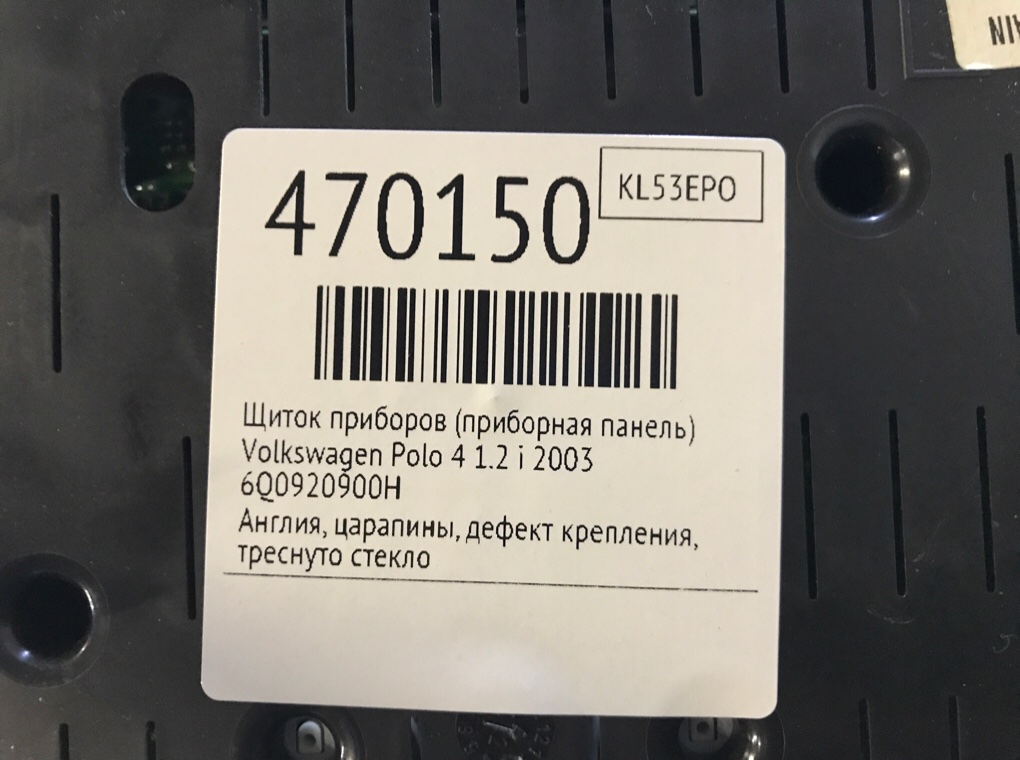 470150
KL53EPO
Щиток приборов (приборная панель)
Volkswagen Polo 4 1.2 i 2003
6Q0920900H
Англия, царапины, дефект крепления,
треснуто стекло